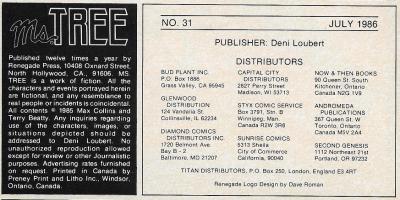 Ms. TREE
Published twelve times a year by
Renegade Press, 10408 Oxnard Street,
North Hollywood, CA., 91606. MS.
TREE is a work of fiction. All the
characters and events portrayed herein
are fictional, and any resemblance to
real people or incidents is coincidental.
All contents © 1985 Max Collins and
Terry Beatty. Any inquiries regarding
use of the characters, images, or
situations depicted should be
addressed to Deni Loubert. No
unauthorized reproduction allowed
except for review or other Journalistic
purposes. Advertising rates furnished
on request. Printed in Canada by
Preney Print and Litho Inc., Windsor,
Ontario, Canada.
NO. 31 JULY 1986
PUBLISHER: Deni Loubert
DISTRIBUTORS
BUD PLANT INC.
P.O. Box 1886
Grass Valley, CA 95945
GLENWOOD
DISTRIBUTION
124 Vandalia St.
Collinsville, IL 62234
DIAMOND COMICS
DISTRIBUTORS INC.
1720 Belmont Ave.
Bay B - 2
Baltimore, MD 21207
CAPITAL CITY
DISTRIBUTORS
2827 Perry Street
Madison, WI 53713
STYX COMIC SERVICE
Box 3791, Stn. B
Winnipeg, Man.
Canada R2W 3R6
SUNRISE COMICS
5313 Sheila
City of Commerce
California, 90040
NOW & THEN BOOKS
90 Queen St. South
Kitchener, Ontario
Canada N2G 1V9
ANDROMEDA
PUBLICATIONS
367 Queen St. W
Toronto, Ontario
Canada M5V 2A4
SECOND GENESIS
1112 Northeast 21st
Portland, OR 97232
TITAN DISTRIBUTORS, P.O. Box 250, London, England E3 4RT
Renegade Logo Design by Dave Roman